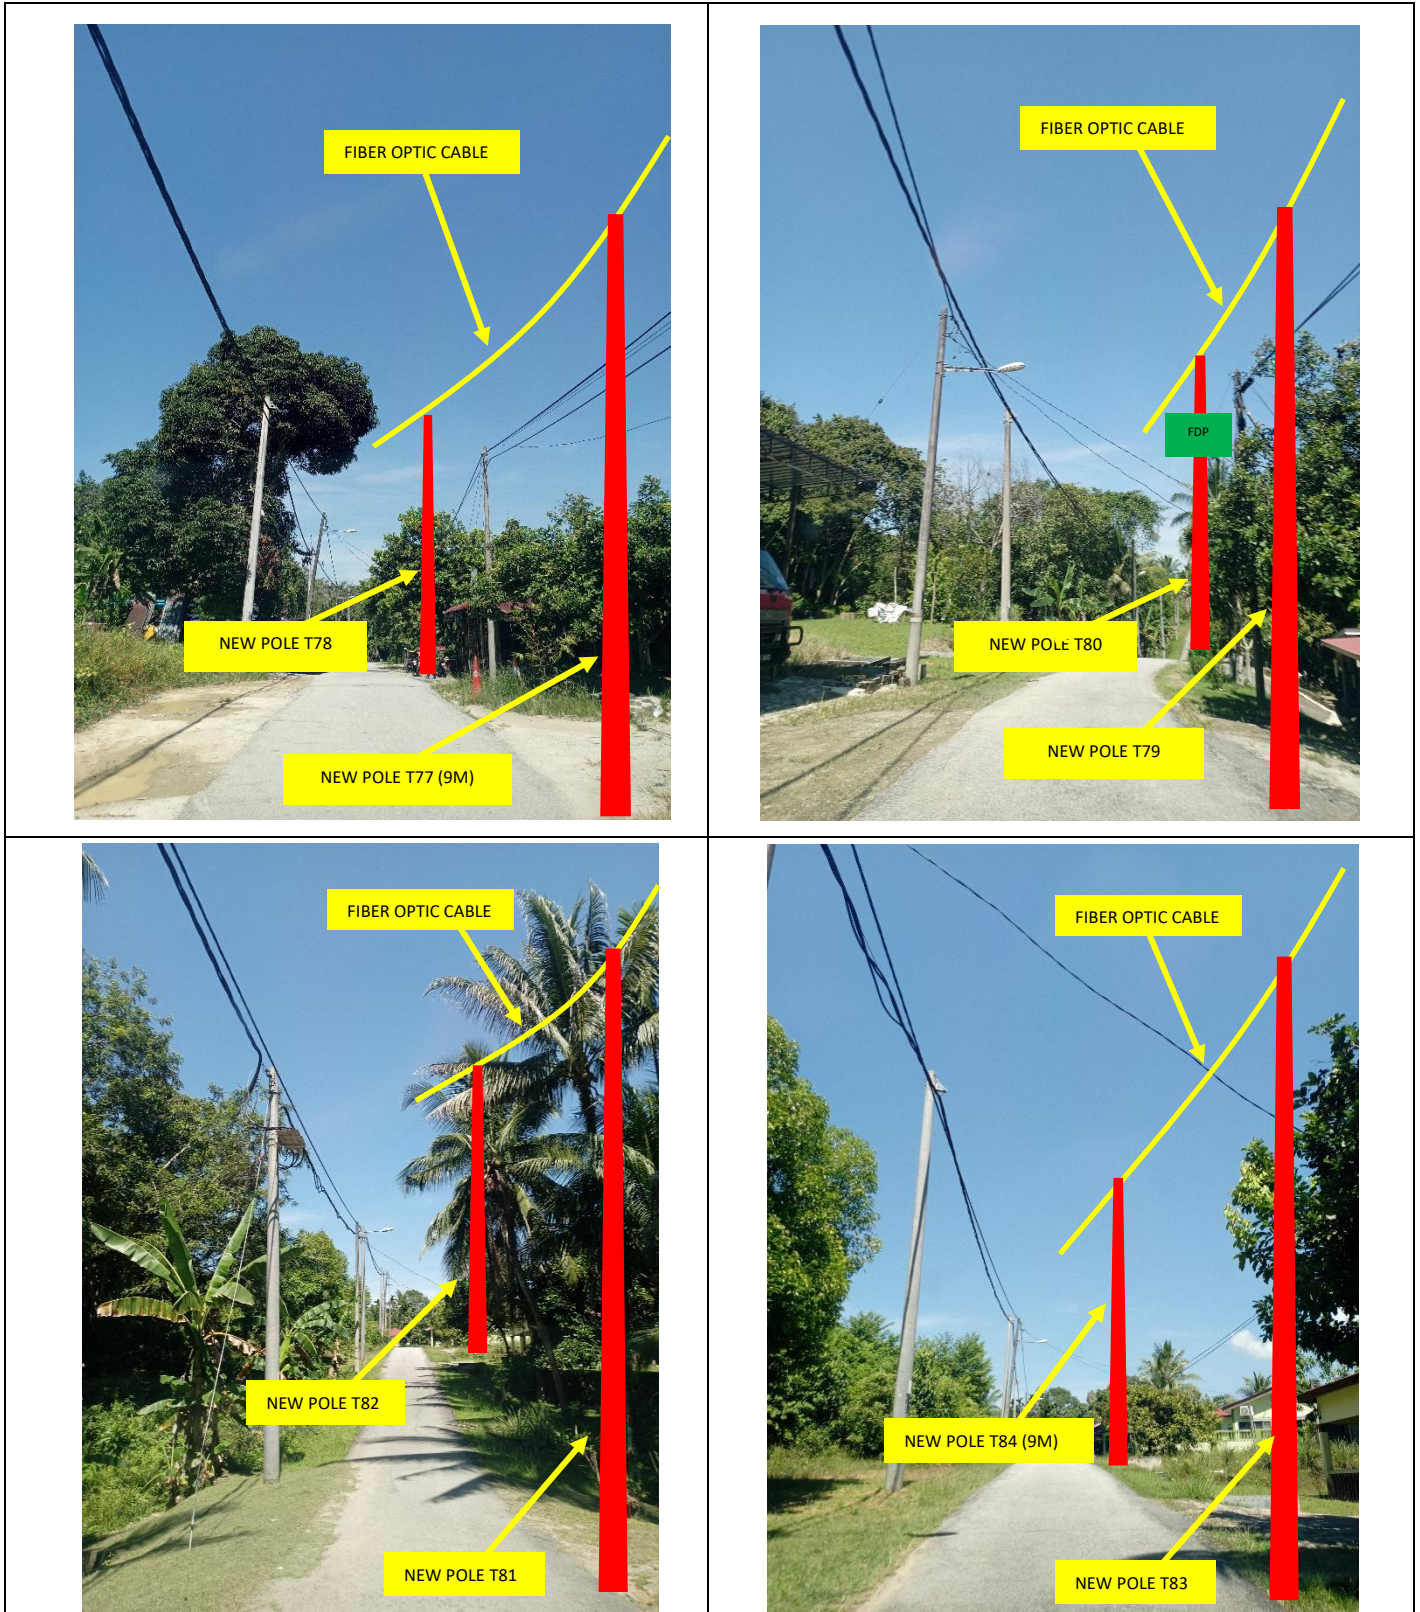 FIBER OPTIC CABLE
NEW POLE T78
NEW POLE T77 (9M)
FIBER OPTIC CABLE
FDP
NEW POLE T80
NEW POLE T79
FIBER OPTIC CABLE
NEW POLE T82
NEW POLE T81
FIBER OPTIC CABLE
NEW POLE T84 (9M)
NEW POLE T83